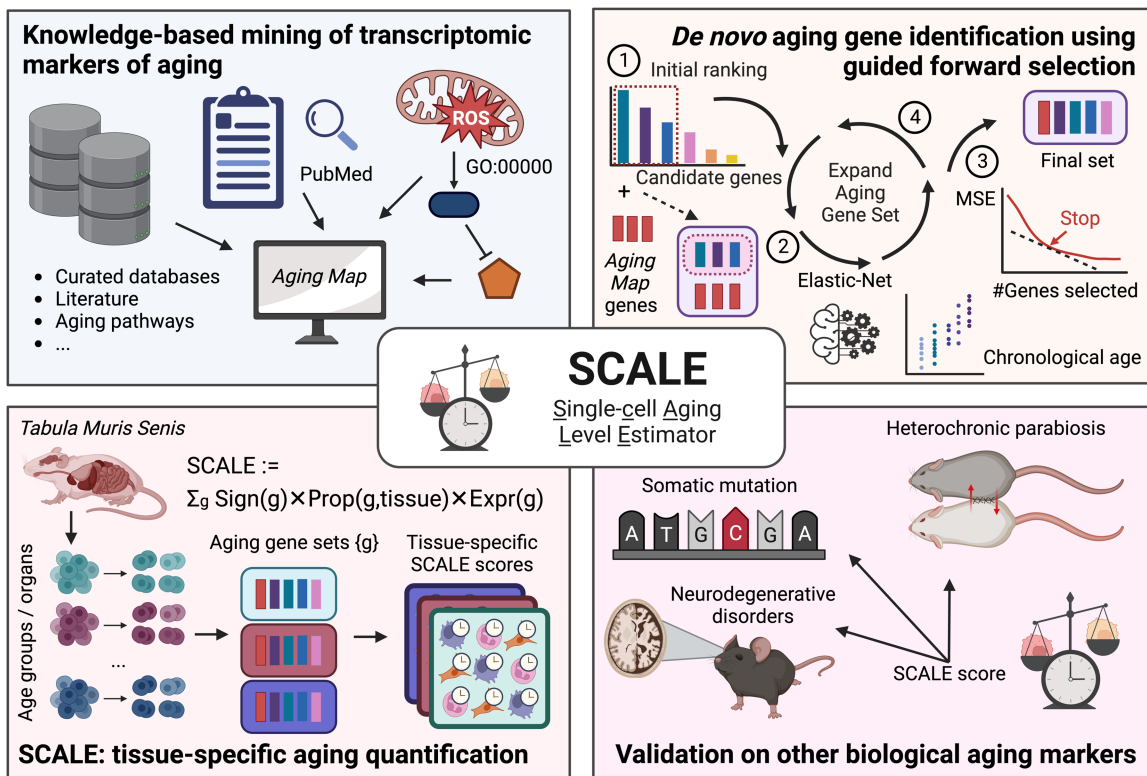 Knowledge-based mining of transcriptomic
markers of aging
ROS
GO:00000
PubMed
Aging Map
• Curated databases
• Literature
• Aging pathways
• ...
De novo aging gene identification using
guided forward selection
1
Initial ranking
Candidate genes
+
Aging
Map
genes
2
Expand
Aging
Gene Set
Elastic-Net
4
3
Final set
MSE
Stop
#Genes selected
Chronological age
SCALE
Single-cell Aging
Level Estimator
Tabula Muris Senis
SCALE :=
Σg Sign(g)×Prop(g,tissue)×Expr(g)
Age groups / organs
...
Aging gene sets {g}
Tissue-specific
SCALE scores
SCALE: tissue-specific aging quantification
Heterochronic parabiosis
Somatic mutation
A T G C G A
Neurodegenerative
disorders
SCALE score
Validation on other biological aging markers